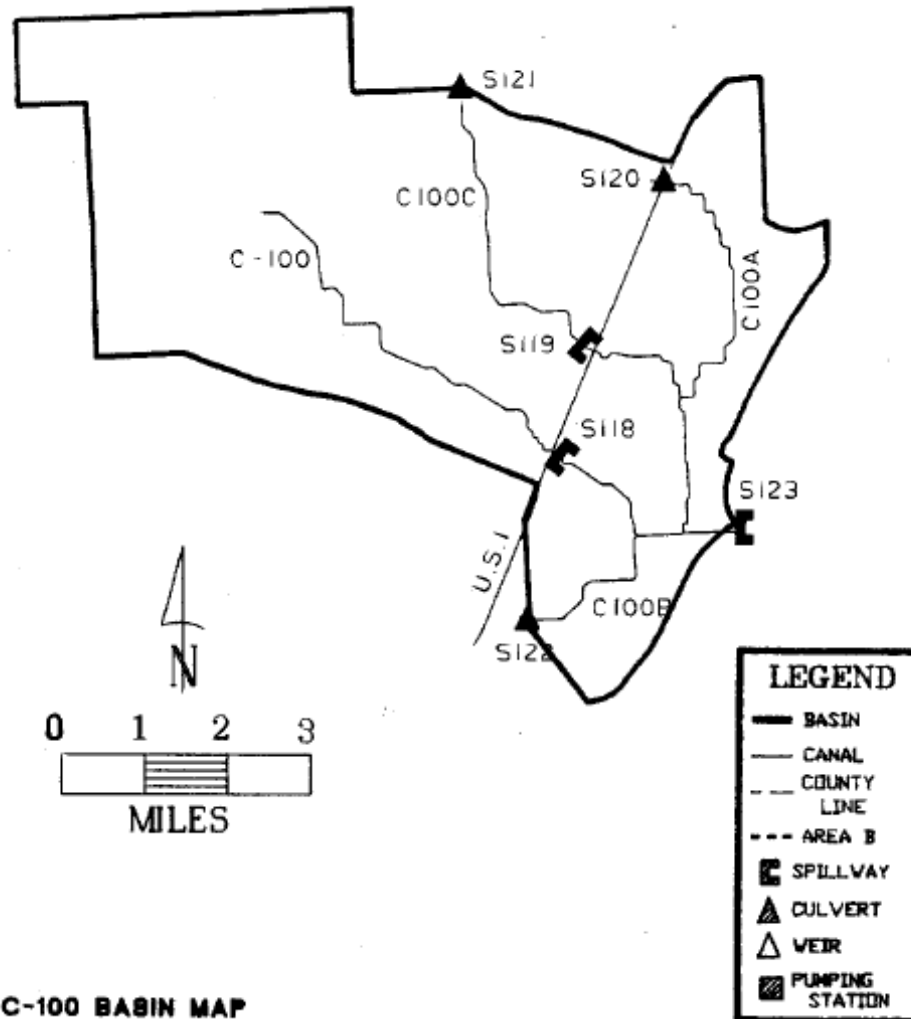 S121
S120
C100C
C-100
C100A
S119
S118
S123
U.S.1
C100B
S122
N
0 1 2 3
MILES
LEGEND
BASIN
CANAL
COUNTY
LINE
AREA B
SPILLWAY
CULVERT
WEIR
PUMPING
STATION
C-100 BASIN MAP